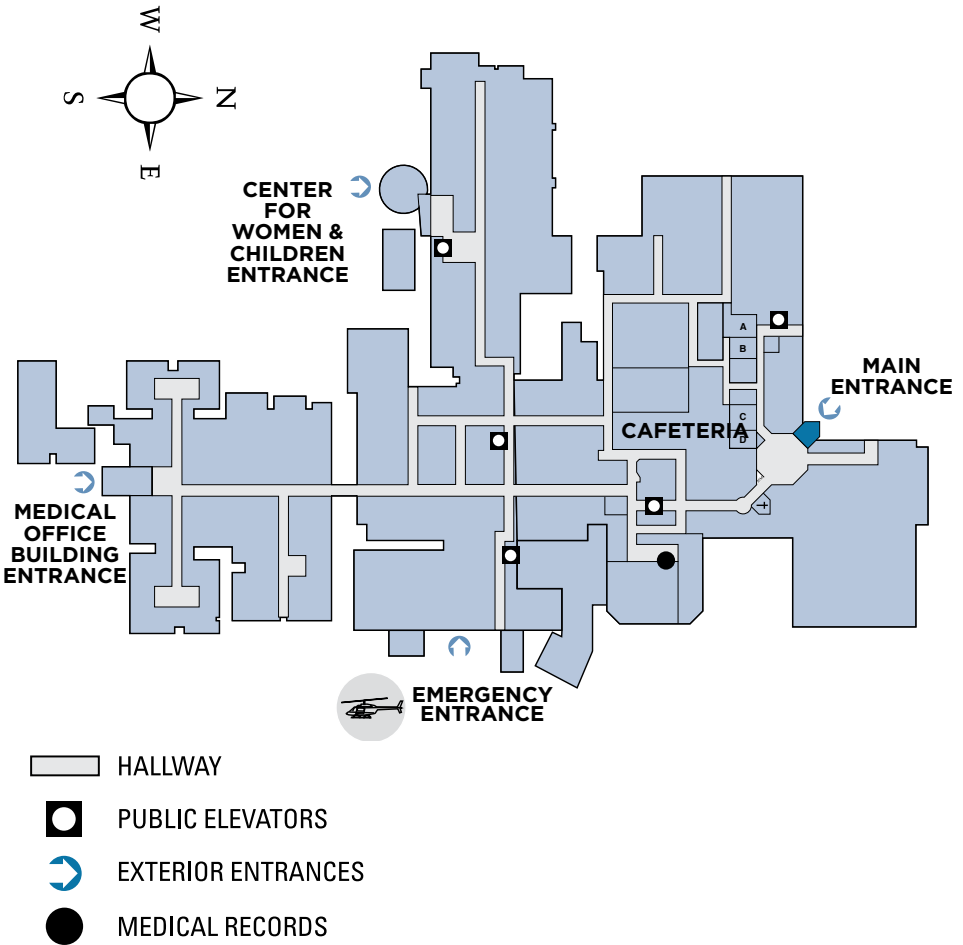 W
S
N
E
CENTER
FOR
WOMEN &
CHILDREN
ENTRANCE
A
B
MAIN
ENTRANCE
C
CAFETERIA
D
MEDICAL
OFFICE
BUILDING
ENTRANCE
EMERGENCY
ENTRANCE
HALLWAY
PUBLIC ELEVATORS
EXTERIOR ENTRANCES
MEDICAL RECORDS